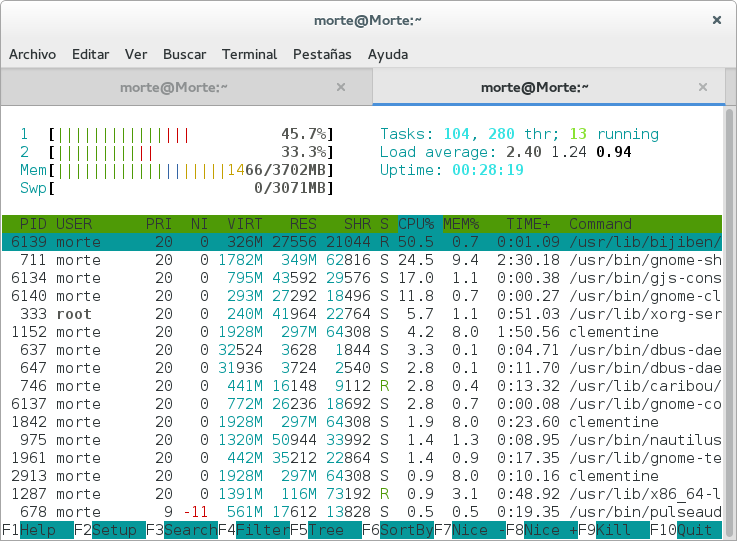 morte@Morte:~ ×
Archivo Editar Ver Buscar Terminal Pestañas Ayuda
morte@Morte:~ × morte@Morte:~ ×
1 [||||||||||||||| 45.7%] Tasks: 104, 280 thr; 13 running
2 [||||||||||| 33.3%] Load average: 2.40 1.24 0.94
Mem[|||||||||||||||||||1466/3702MB] Uptime: 00:28:19
Swp[ 0/3071MB]
PID USER PRI NI VIRT RES SHR S CPU% MEM% TIME+ Command
6139 morte 20 0 326M 27556 21044 R 50.5 0.7 0:01.09 /usr/lib/bijiben/
711 morte 20 0 1782M 349M 62816 S 24.5 9.4 2:30.18 /usr/bin/gnome-sh
6134 morte 20 0 795M 43592 29576 S 17.0 1.1 0:00.38 /usr/bin/gjs-cons
6140 morte 20 0 293M 27292 18496 S 11.8 0.7 0:00.27 /usr/bin/gnome-cl
333 root 20 0 240M 41964 22764 S 5.7 1.1 0:51.03 /usr/lib/xorg-ser
1152 morte 20 0 1928M 297M 64308 S 4.2 8.0 1:50.56 clementine
637 morte 20 0 32524 3628 1844 S 3.3 0.1 0:04.71 /usr/bin/dbus-dae
647 morte 20 0 31936 3724 2540 S 2.8 0.1 0:11.70 /usr/bin/dbus-dae
746 morte 20 0 441M 16148 9112 R 2.8 0.4 0:13.32 /usr/lib/caribou/
6137 morte 20 0 772M 26236 18692 S 2.8 0.7 0:00.08 /usr/lib/gnome-co
1842 morte 20 0 1928M 297M 64308 S 1.9 8.0 0:23.60 clementine
975 morte 20 0 1320M 50944 33992 S 1.4 1.3 0:08.95 /usr/bin/nautilus
1961 morte 20 0 442M 35212 22864 S 1.4 0.9 0:17.35 /usr/lib/gnome-te
2913 morte 20 0 1928M 297M 64308 S 0.9 8.0 0:10.16 clementine
1287 morte 20 0 1391M 116M 73192 R 0.9 3.1 0:48.92 /usr/lib/x86_64-l
678 morte 9 -11 561M 17612 13828 S 0.5 0.5 0:19.35 /usr/bin/pulseaud
F1Help F2Setup F3SearchF4FilterF5Tree F6SortByF7Nice -F8Nice +F9Kill F10Quit